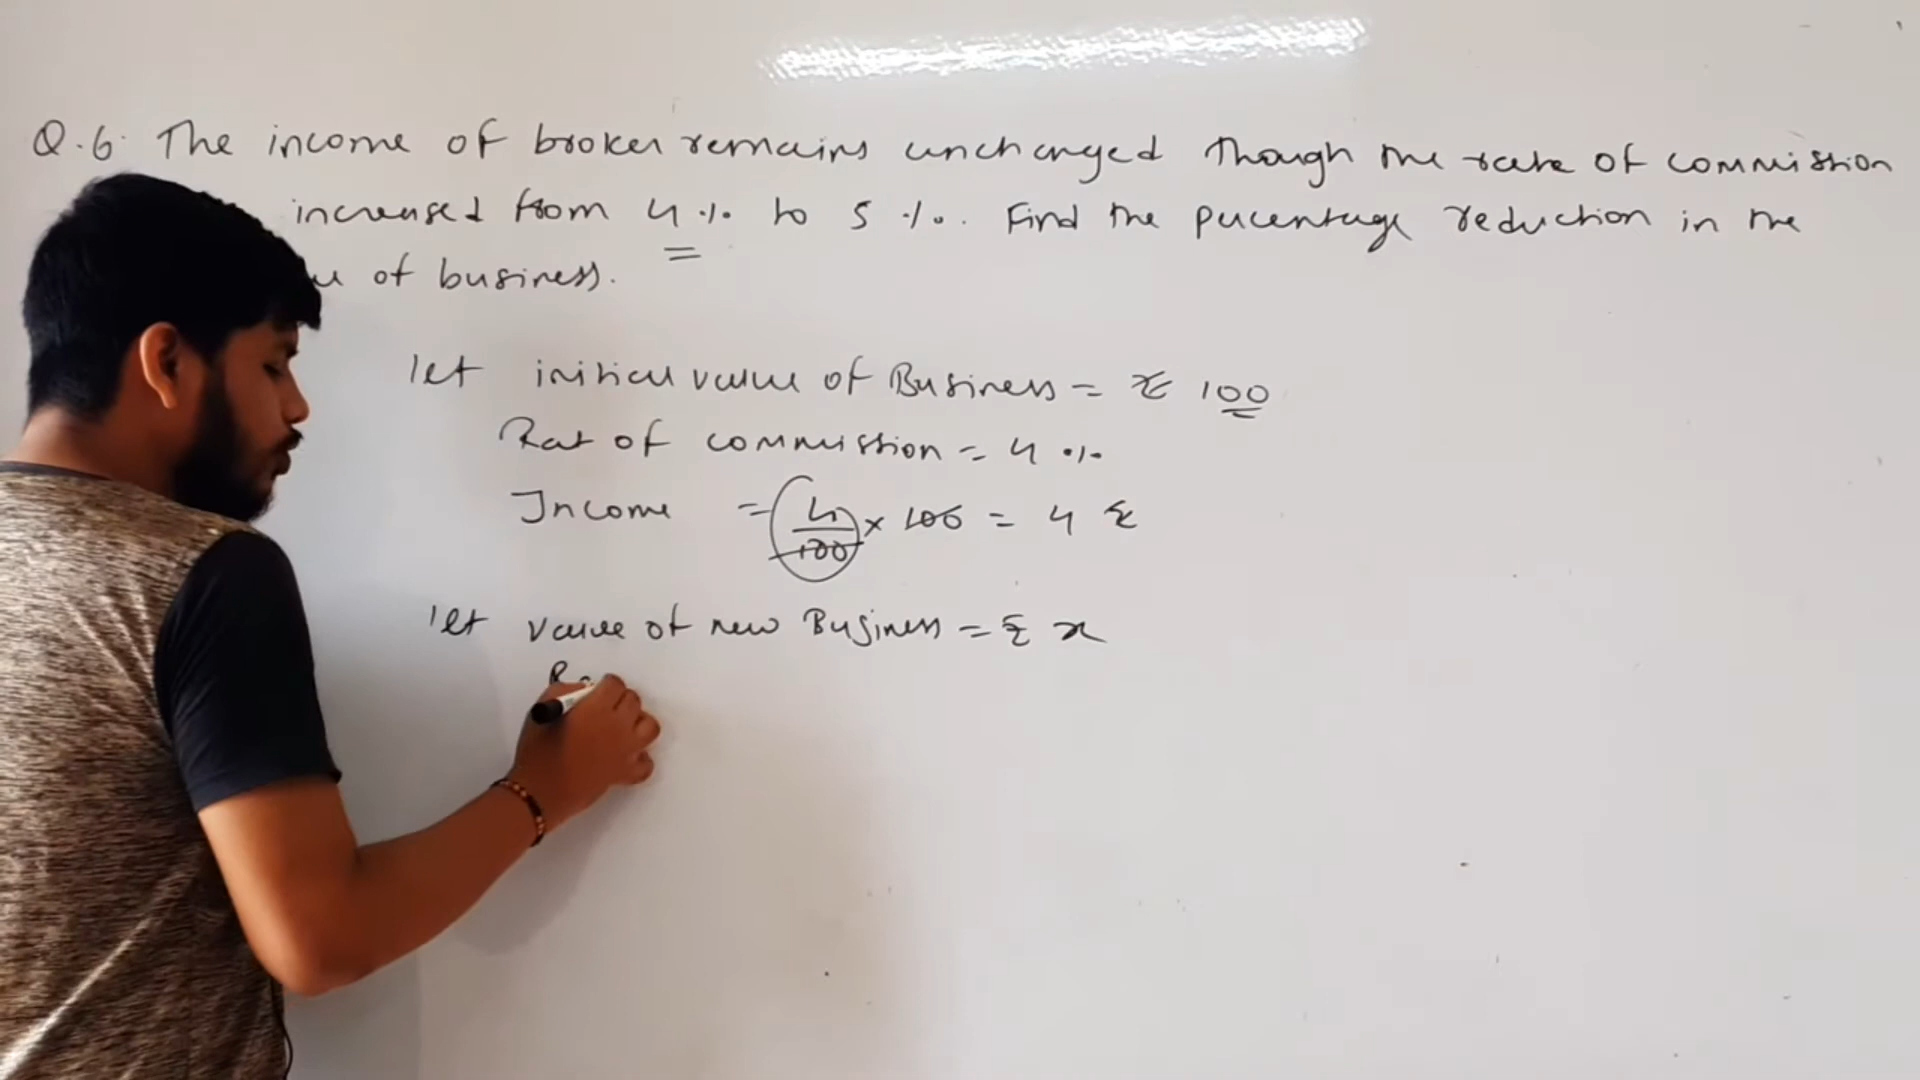 Q.6. The income of broker remains unchanged though the rate of commission
increased from 4 % to 5 %. Find the percentage reduction in the
of business.
let initial value of Business = ₹ 100
Rat of commission = 4 %
Income = 4/100 × 100 = 4 ₹
let value of new Business = ₹ x